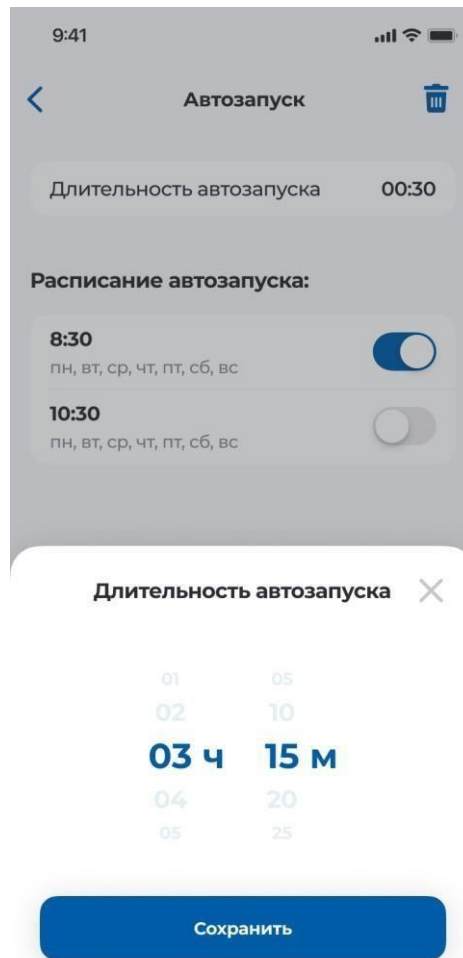 9:41
Автозапуск
Длительность автозапуска 00:30
Расписание автозапуска:
8:30
пн, вт, ср, чт, пт, сб, вс
10:30
пн, вт, ср, чт, пт, сб, вс
Длительность автозапуска
01 05
02 10
03 ч 15 м
04 20
05 25
Сохранить